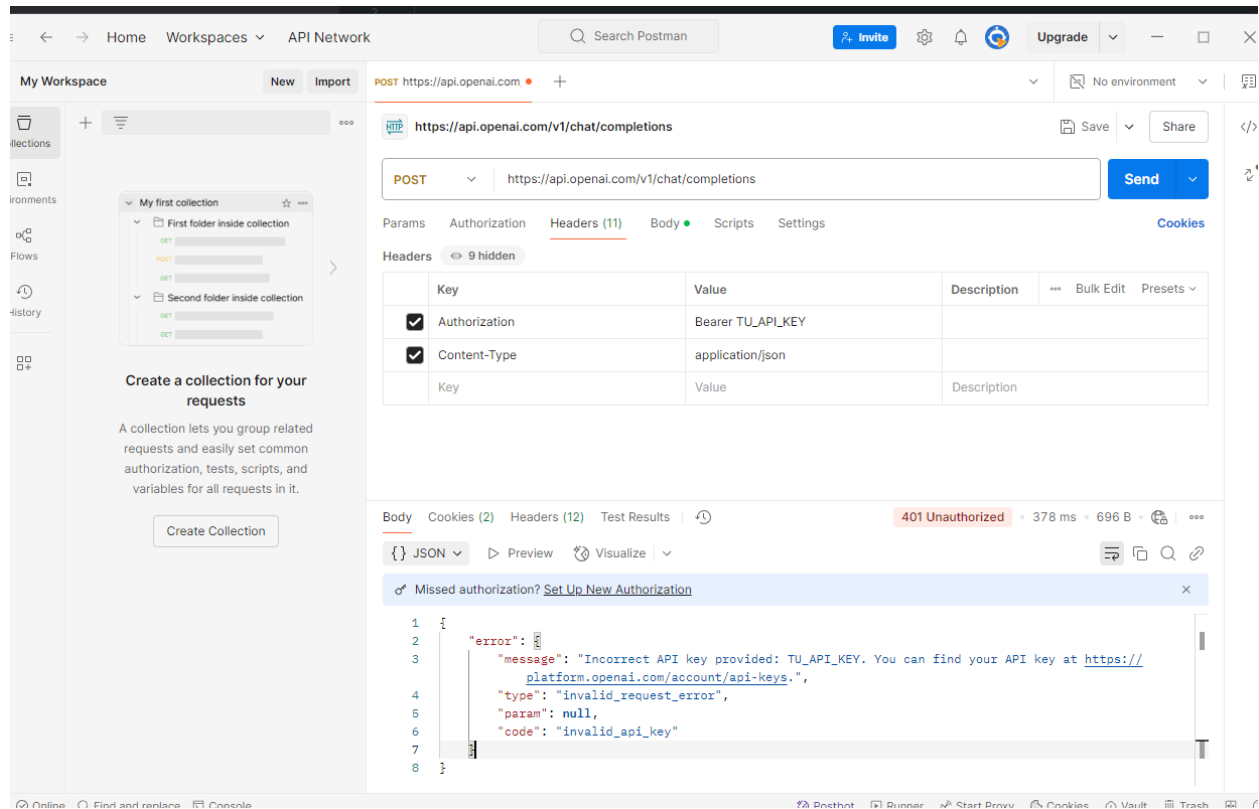 Home Workspaces API Network
Search Postman
Invite
Upgrade
My Workspace
New Import
POST https://api.openai.com
No environment
HTTP https://api.openai.com/v1/chat/completions
Save
Share
POST
https://api.openai.com/v1/chat/completions
Send
Params Authorization Headers (11) Body Scripts Settings
Cookies
Headers 9 hidden
Key Value Description Bulk Edit Presets
Authorization Bearer TU_API_KEY
Content-Type application/json
Key Value Description
llections
ironments
Flows
History
My first collection
First folder inside collection
GET
POST
GET
Second folder inside collection
GET
GET
Create a collection for your
requests
A collection lets you group related
requests and easily set common
authorization, tests, scripts, and
variables for all requests in it.
Create Collection
Body Cookies (2) Headers (12) Test Results
401 Unauthorized • 378 ms • 696 B
{} JSON Preview Visualize
Missed authorization? Set Up New Authorization
1 {
2 "error": {
3 "message": "Incorrect API key provided: TU_API_KEY. You can find your API key at https://
platform.openai.com/account/api-keys.",
4 "type": "invalid_request_error",
5 "param": null,
6 "code": "invalid_api_key"
7 }
8 }
Online Find and replace Console
Postbot Runner Start Proxy Cookies Vault Trash